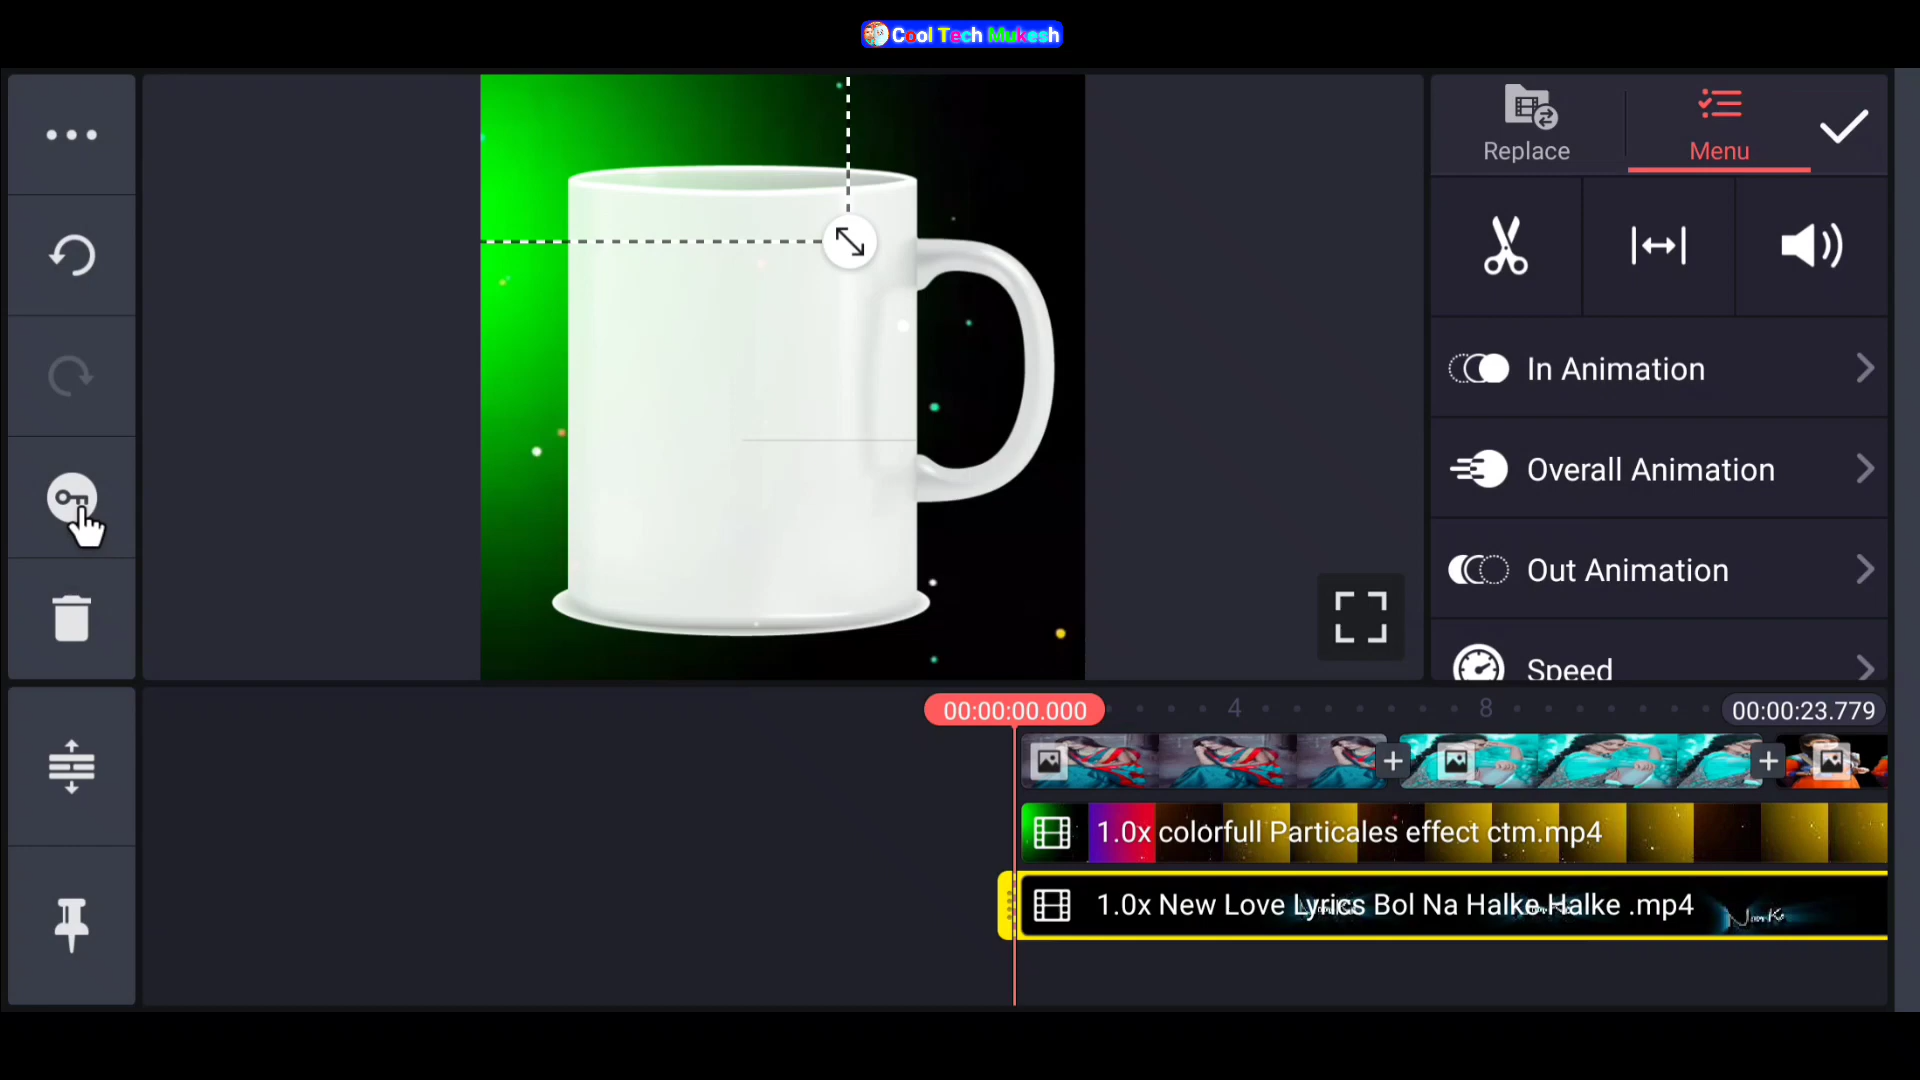 Cool Tech Mukesh
Replace
Menu
In Animation
Overall Animation
Out Animation
Speed
00:00:00.000
4
8
00:00:23.779
1.0x colorfull Particales effect ctm.mp4
1.0x New Love Lyrics Bol Na Halke Halke .mp4